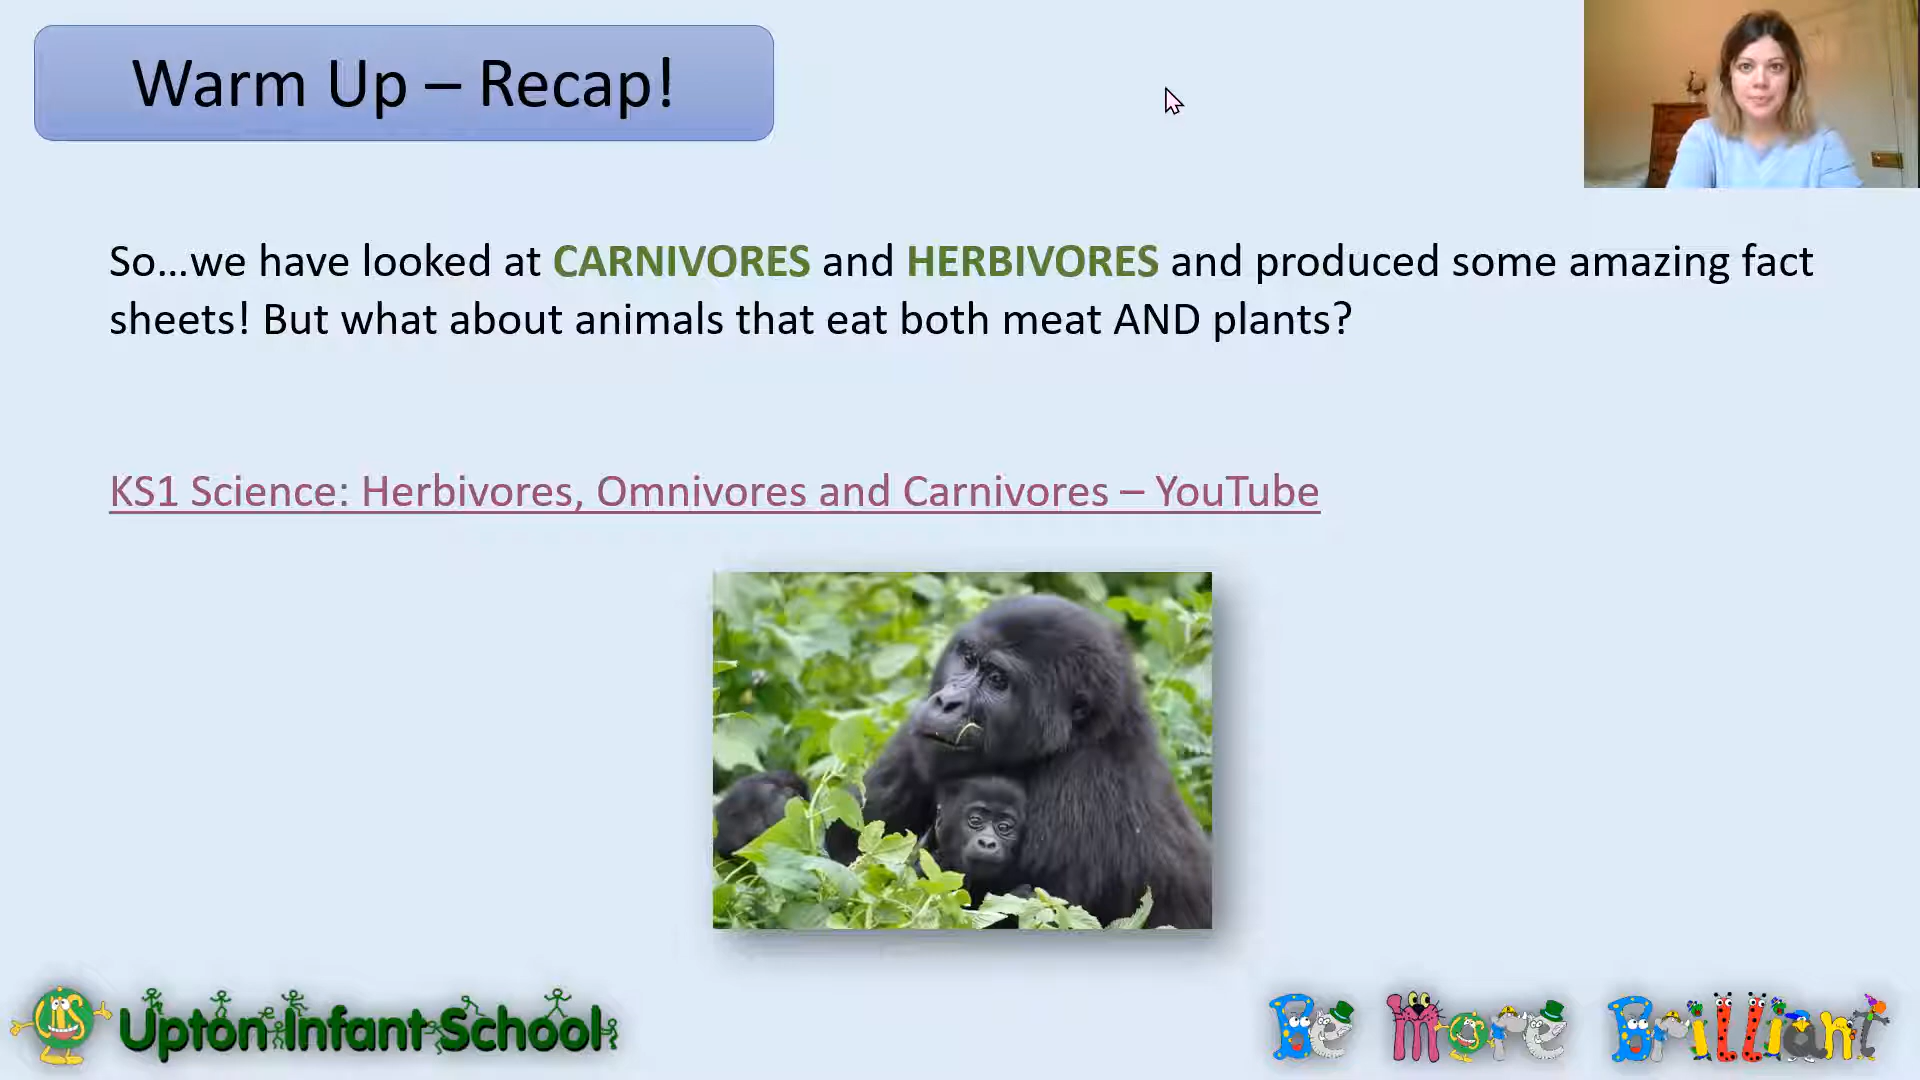 Warm Up – Recap!
So...we have looked at CARNIVORES and HERBIVORES and produced some amazing fact
sheets! But what about animals that eat both meat AND plants?
KS1 Science: Herbivores, Omnivores and Carnivores – YouTube
UIS Upton Infant School
Be More Brilliant